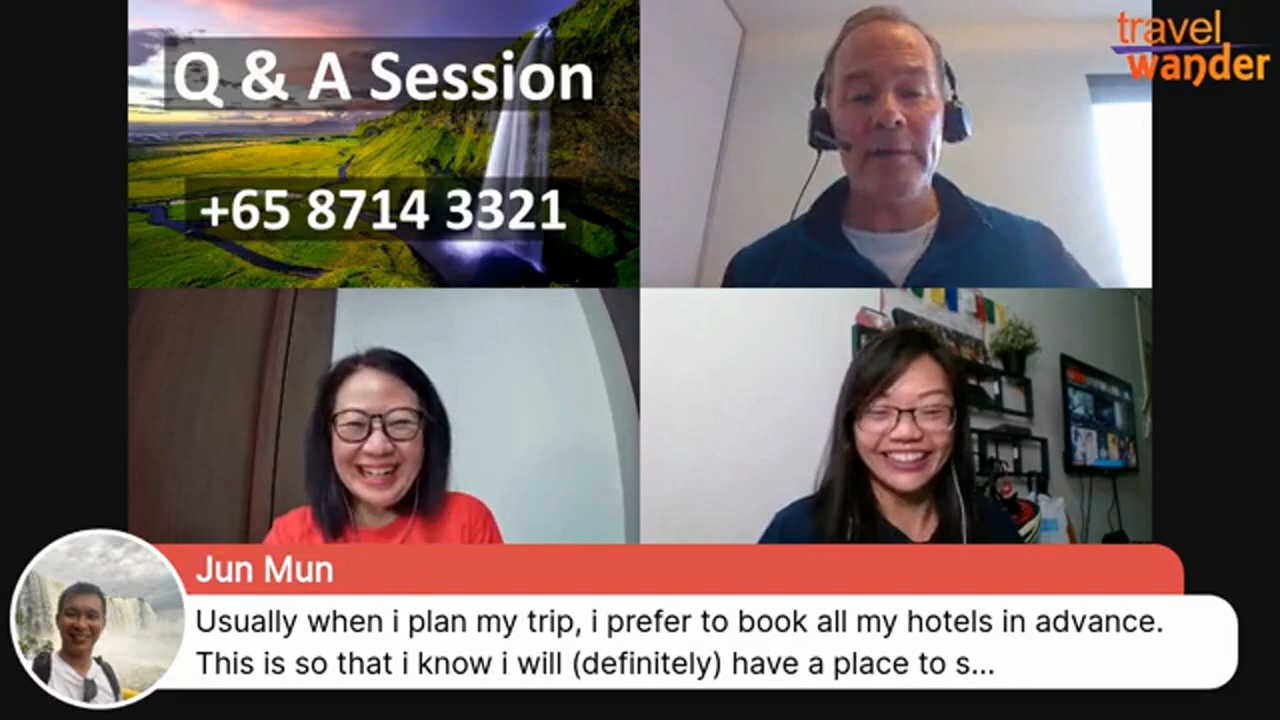 Q & A Session
+65 8714 3321
travel
wander
Jun Mun
Usually when i plan my trip, i prefer to book all my hotels in advance.
This is so that i know i will (definitely) have a place to s...